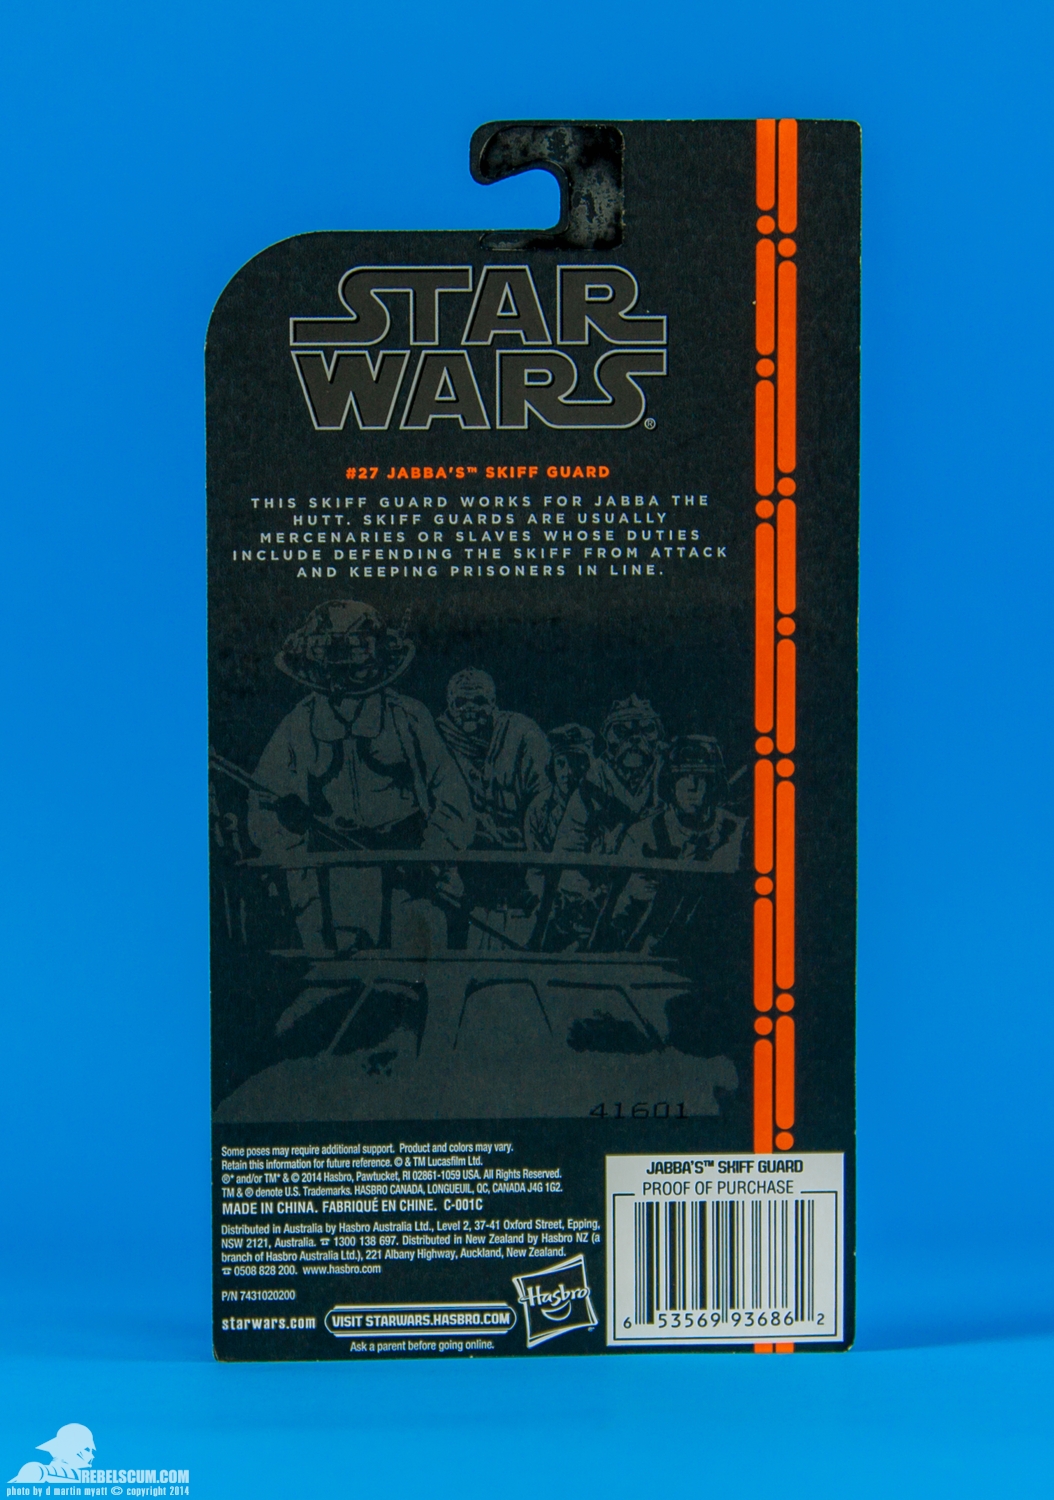 STAR
WARS®
#27 JABBA'S™ SKIFF GUARD
THIS SKIFF GUARD WORKS FOR JABBA THE
HUTT. SKIFF GUARDS ARE USUALLY
MERCENARIES OR SLAVES WHOSE DUTIES
INCLUDE DEFENDING THE SKIFF FROM ATTACK
AND KEEPING PRISONERS IN LINE.
41601
Some poses may require additional support. Product and colors may vary.
Retain this information for future reference. © & TM Lucasfilm Ltd.
®* and/or TM* & © 2014 Hasbro, Pawtucket, RI 02861-1059 USA. All Rights Reserved.
TM & ® denote U.S. Trademarks. HASBRO CANADA, LONGUEUIL, QC, CANADA J4G 1G2.
MADE IN CHINA. FABRIQUÉ EN CHINE. C-001C
Distributed in Australia by Hasbro Australia Ltd., Level 2, 37-41 Oxford Street, Epping,
NSW 2121, Australia. ☎ 1300 138 697. Distributed in New Zealand by Hasbro NZ (a
branch of Hasbro Australia Ltd.), 221 Albany Highway, Auckland, New Zealand.
☎ 0508 828 200. www.hasbro.com
P/N 7431020200
starwars.com
VISIT STARWARS.HASBRO.COM
Ask a parent before going online.
Hasbro
JABBA'S™ SKIFF GUARD
PROOF OF PURCHASE
6 53569 93686 2
REBELSCUM.COM
photo by d martin myatt © copyright 2014